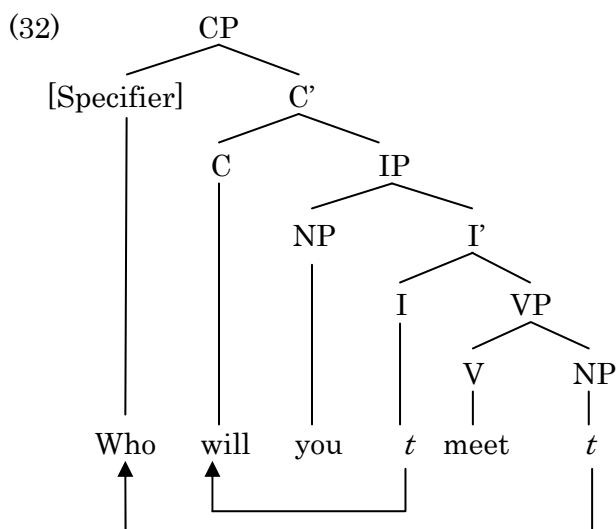 (32) CP
[Specifier] C’
C IP
NP I’
I VP
V NP
Who will you t meet t